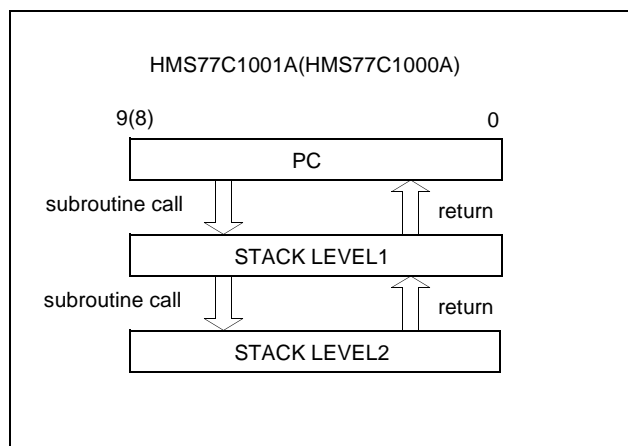 HMS77C1001A(HMS77C1000A)
9(8) 0
PC
subroutine call return
STACK LEVEL1
subroutine call return
STACK LEVEL2